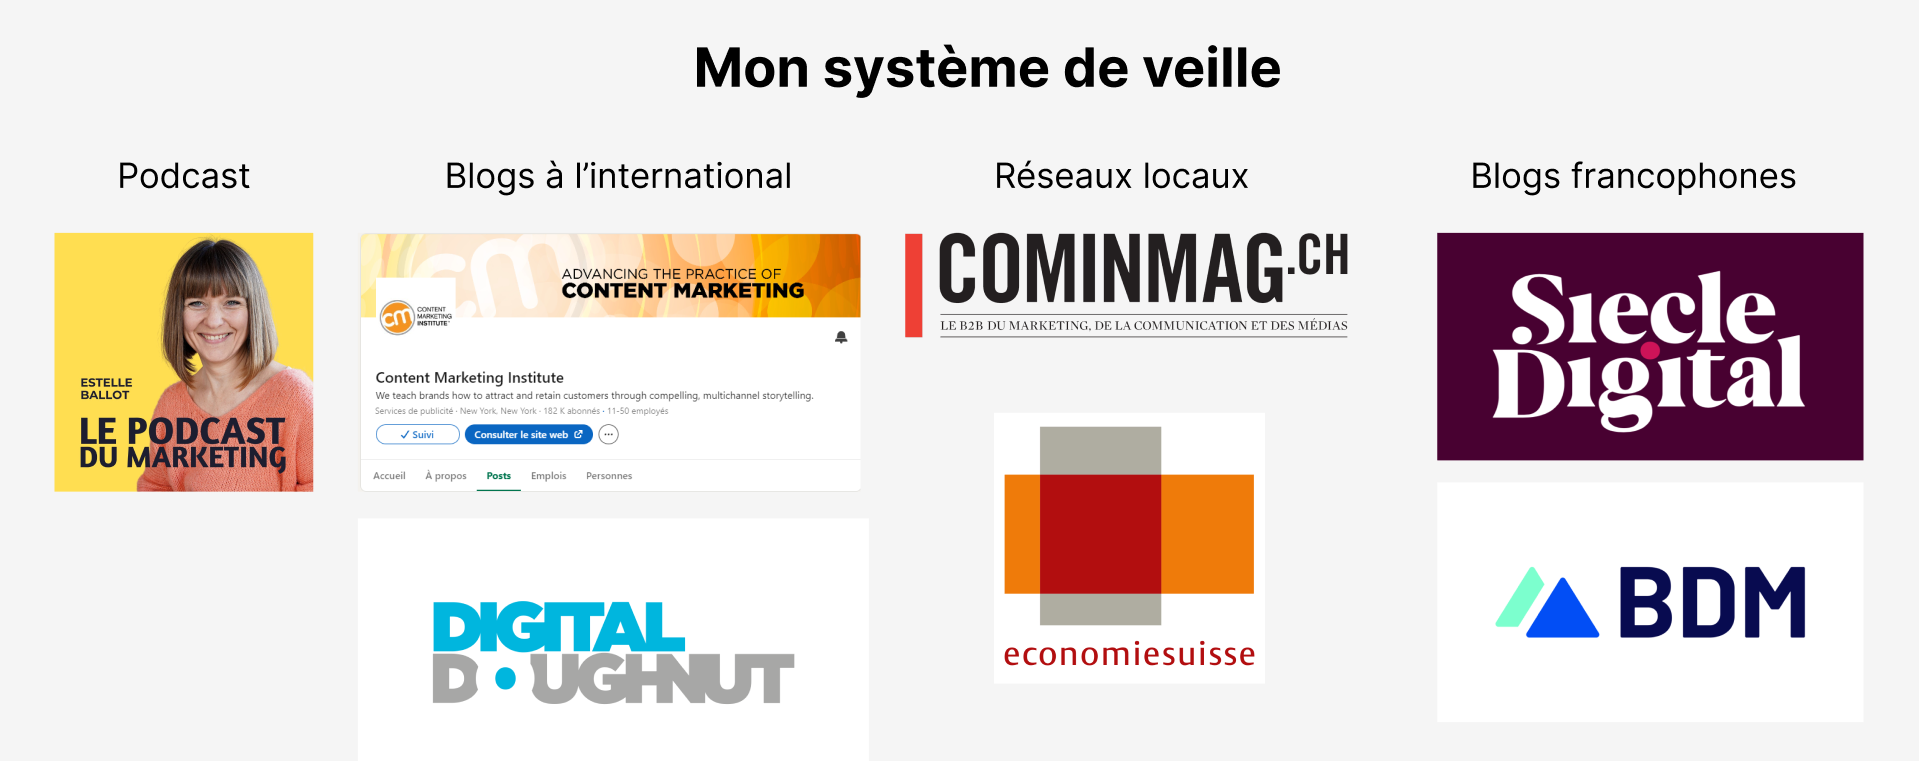 Mon système de veille
Podcast
Blogs à l’international
Réseaux locaux
Blogs francophones
ESTELLE
BALLOT
LE PODCAST
DU MARKETING
ADVANCING THE PRACTICE OF
CONTENT MARKETING
cm
CONTENT
MARKETING
INSTITUTE™
Content Marketing Institute
We teach brands how to attract and retain customers through compelling, multichannel storytelling.
Services de publicité · New York, New York · 182 K abonnés · 11-50 employés
✓ Suivi
Consulter le site web
Accueil
À propos
Posts
Emplois
Personnes
DIGITAL
DOUGHNUT
COMINMAG.CH
LE B2B DU MARKETING, DE LA COMMUNICATION ET DES MÉDIAS
economiesuisse
Siecle
Digital
BDM